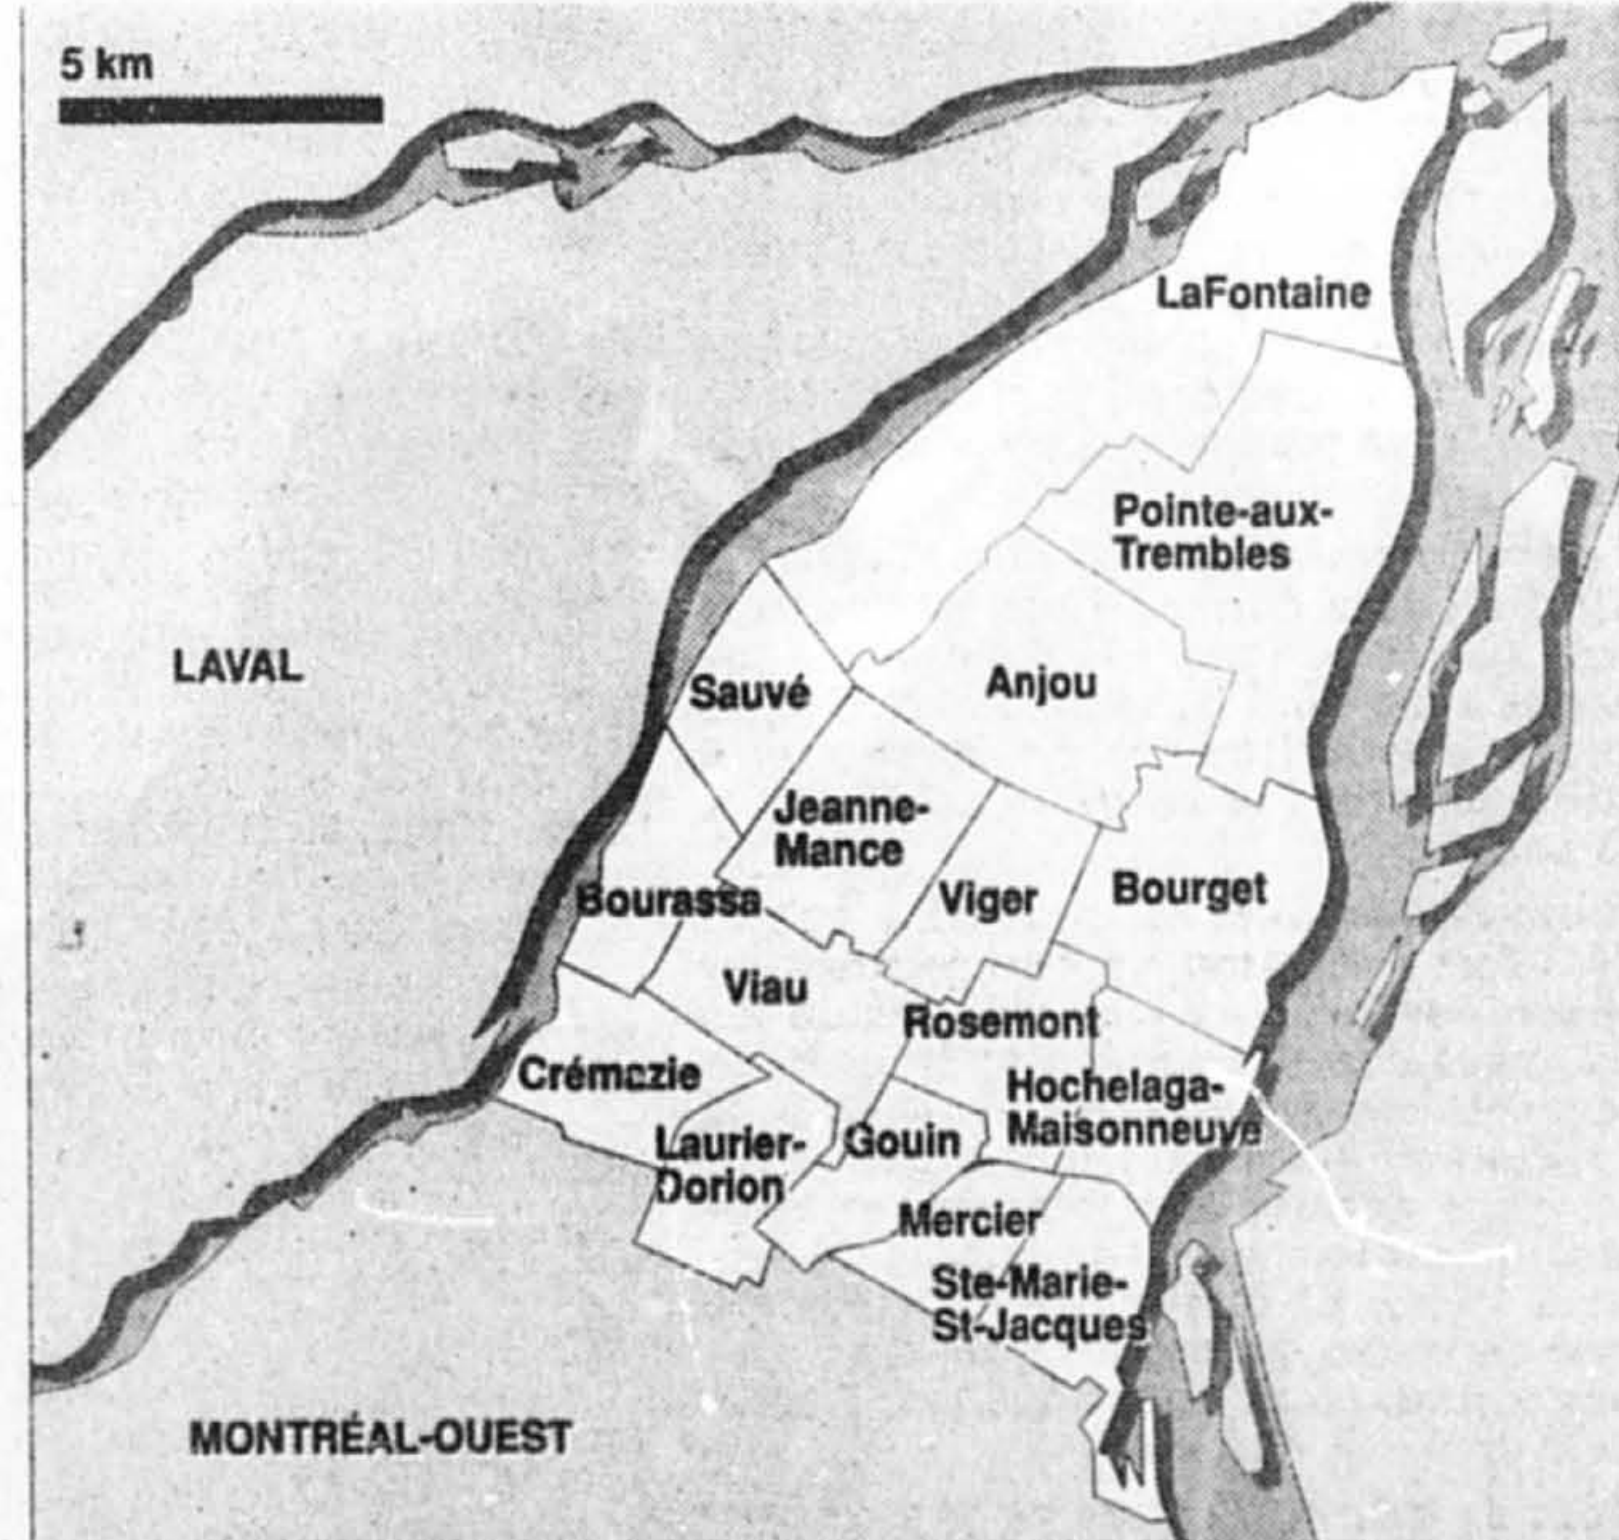 5 km
LaFontaine
Pointe-aux-
Trembles
LAVAL
Sauvé
Anjou
Jeanne-
Mance
Bourassa
Viger
Bourget
Viau
Rosemont
Crémazie
Hochelaga-
Maisonneuve
Laurier-
Dorion
Gouin
Mercier
Ste-Marie-
St-Jacques
MONTRÉAL-OUEST